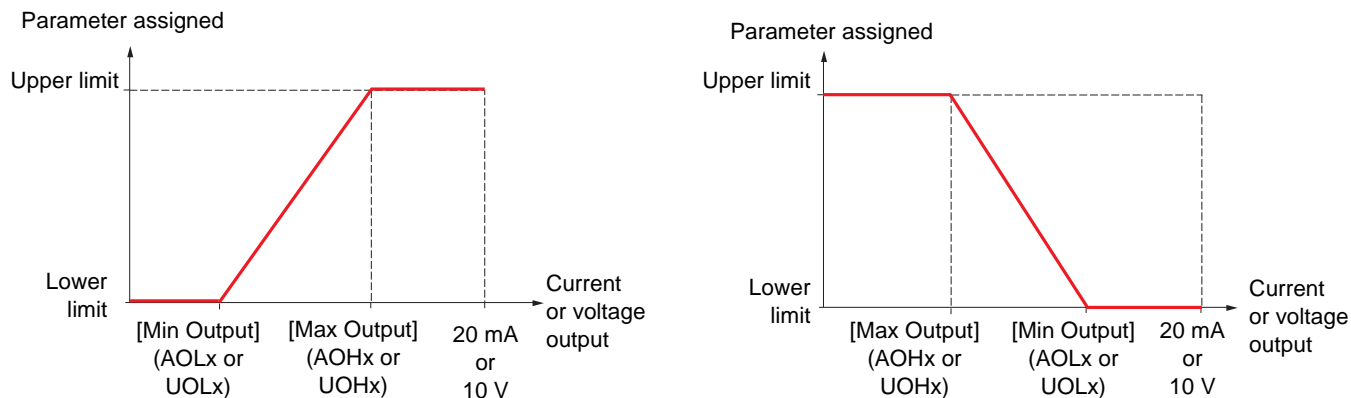 Parameter assigned
Upper limit
Lower
limit
[Min Output]
(AOLx or
UOLx)
[Max Output]
(AOHx or
UOHx)
20 mA
or
10 V
Current
or voltage
output
Parameter assigned
Upper limit
Lower
limit
[Max Output]
(AOHx or
UOHx)
[Min Output]
(AOLx or
UOLx)
20 mA
or
10 V
Current
or voltage
output